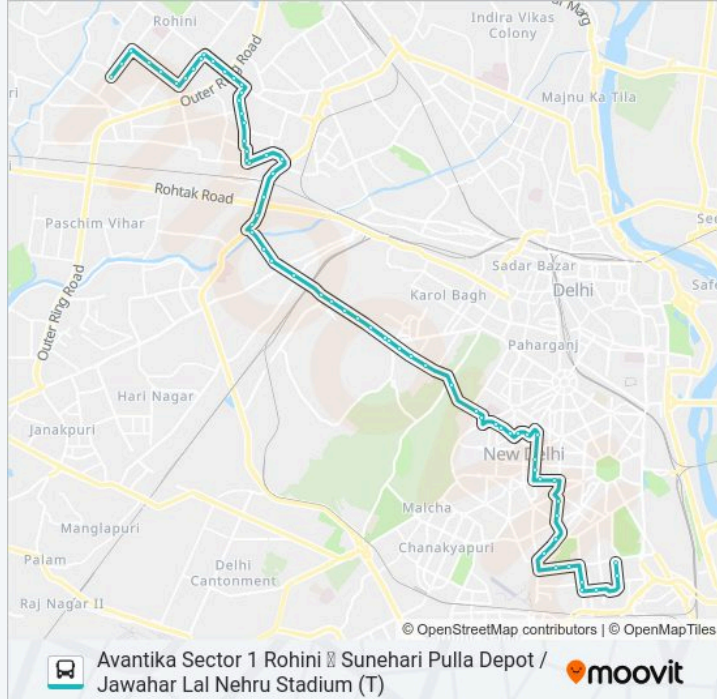 Rohini
Indira Vikas
Colony
Marg
Outer Ring Road
Majnu Ka Tila
Rohtak Road
Paschim Vihar
Sadar Bazar
Karol Bagh
Delhi
Outer Ring Road
Paharganj
Hari Nagar
Janakpuri
New Delhi
Malcha
Manglapuri
Chanakyapuri
Palam
Delhi
Cantonment
Raj Nagar II
© OpenStreetMap contributors | © OpenMapTiles
Avantika Sector 1 Rohini Sunehari Pulla Depot /
Jawahar Lal Nehru Stadium (T)
moovit